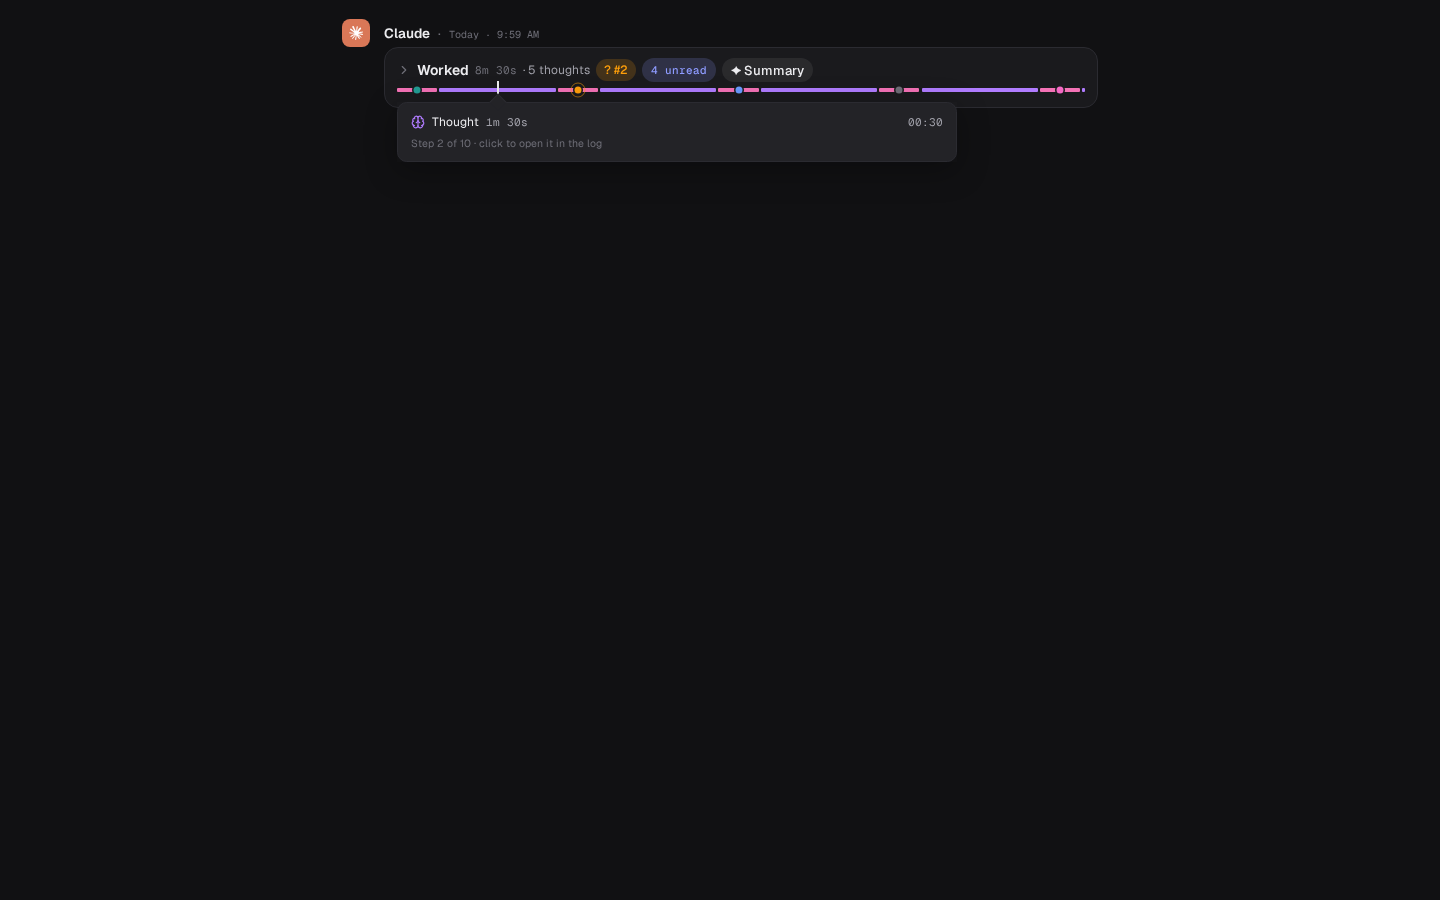 Claude · Today · 9:59 AM
Worked 8m 30s · 5 thoughts ? #2 4 unread Summary
Thought 1m 30s 00:30
Step 2 of 10 · click to open it in the log